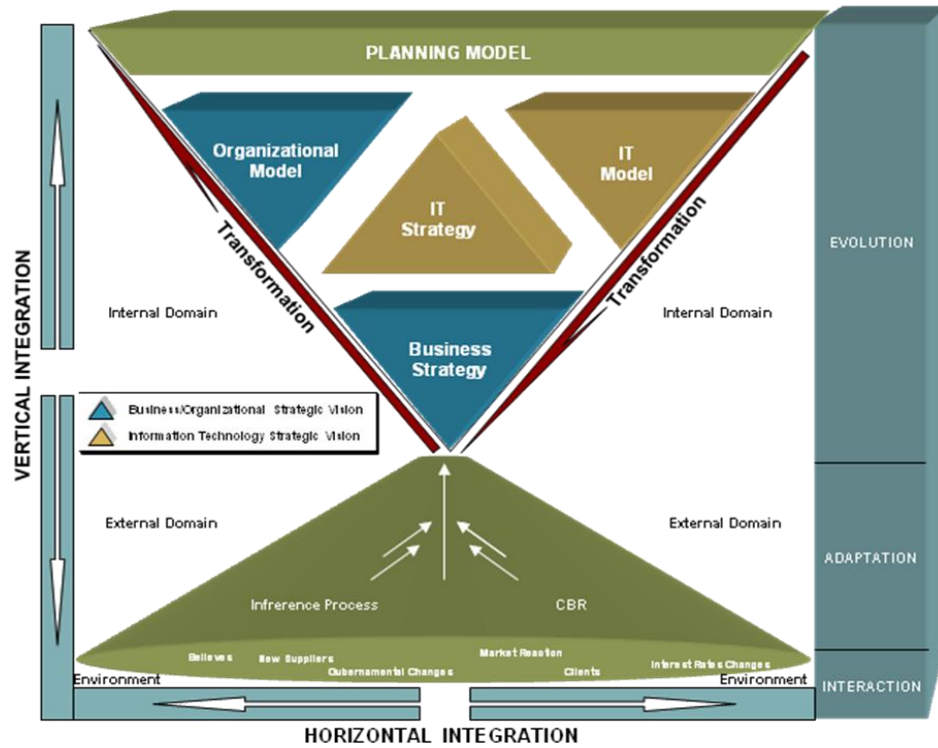 PLANNING MODEL
Organizational
Model
IT
Model
IT
Strategy
EVOLUTION
Transformation
Transformation
Internal Domain
Internal Domain
Business
Strategy
VERTICAL INTEGRATION
Business/Organizational Strategic Vision
Information Technology Strategic Vision
External Domain
External Domain
ADAPTATION
Infrerence Process
CBR
Believes
New Suppliers
Gubernamental Changes
Market Reaction
Clients
Interest Rates Changes
Environment
Environment
INTERACTION
HORIZONTAL INTEGRATION